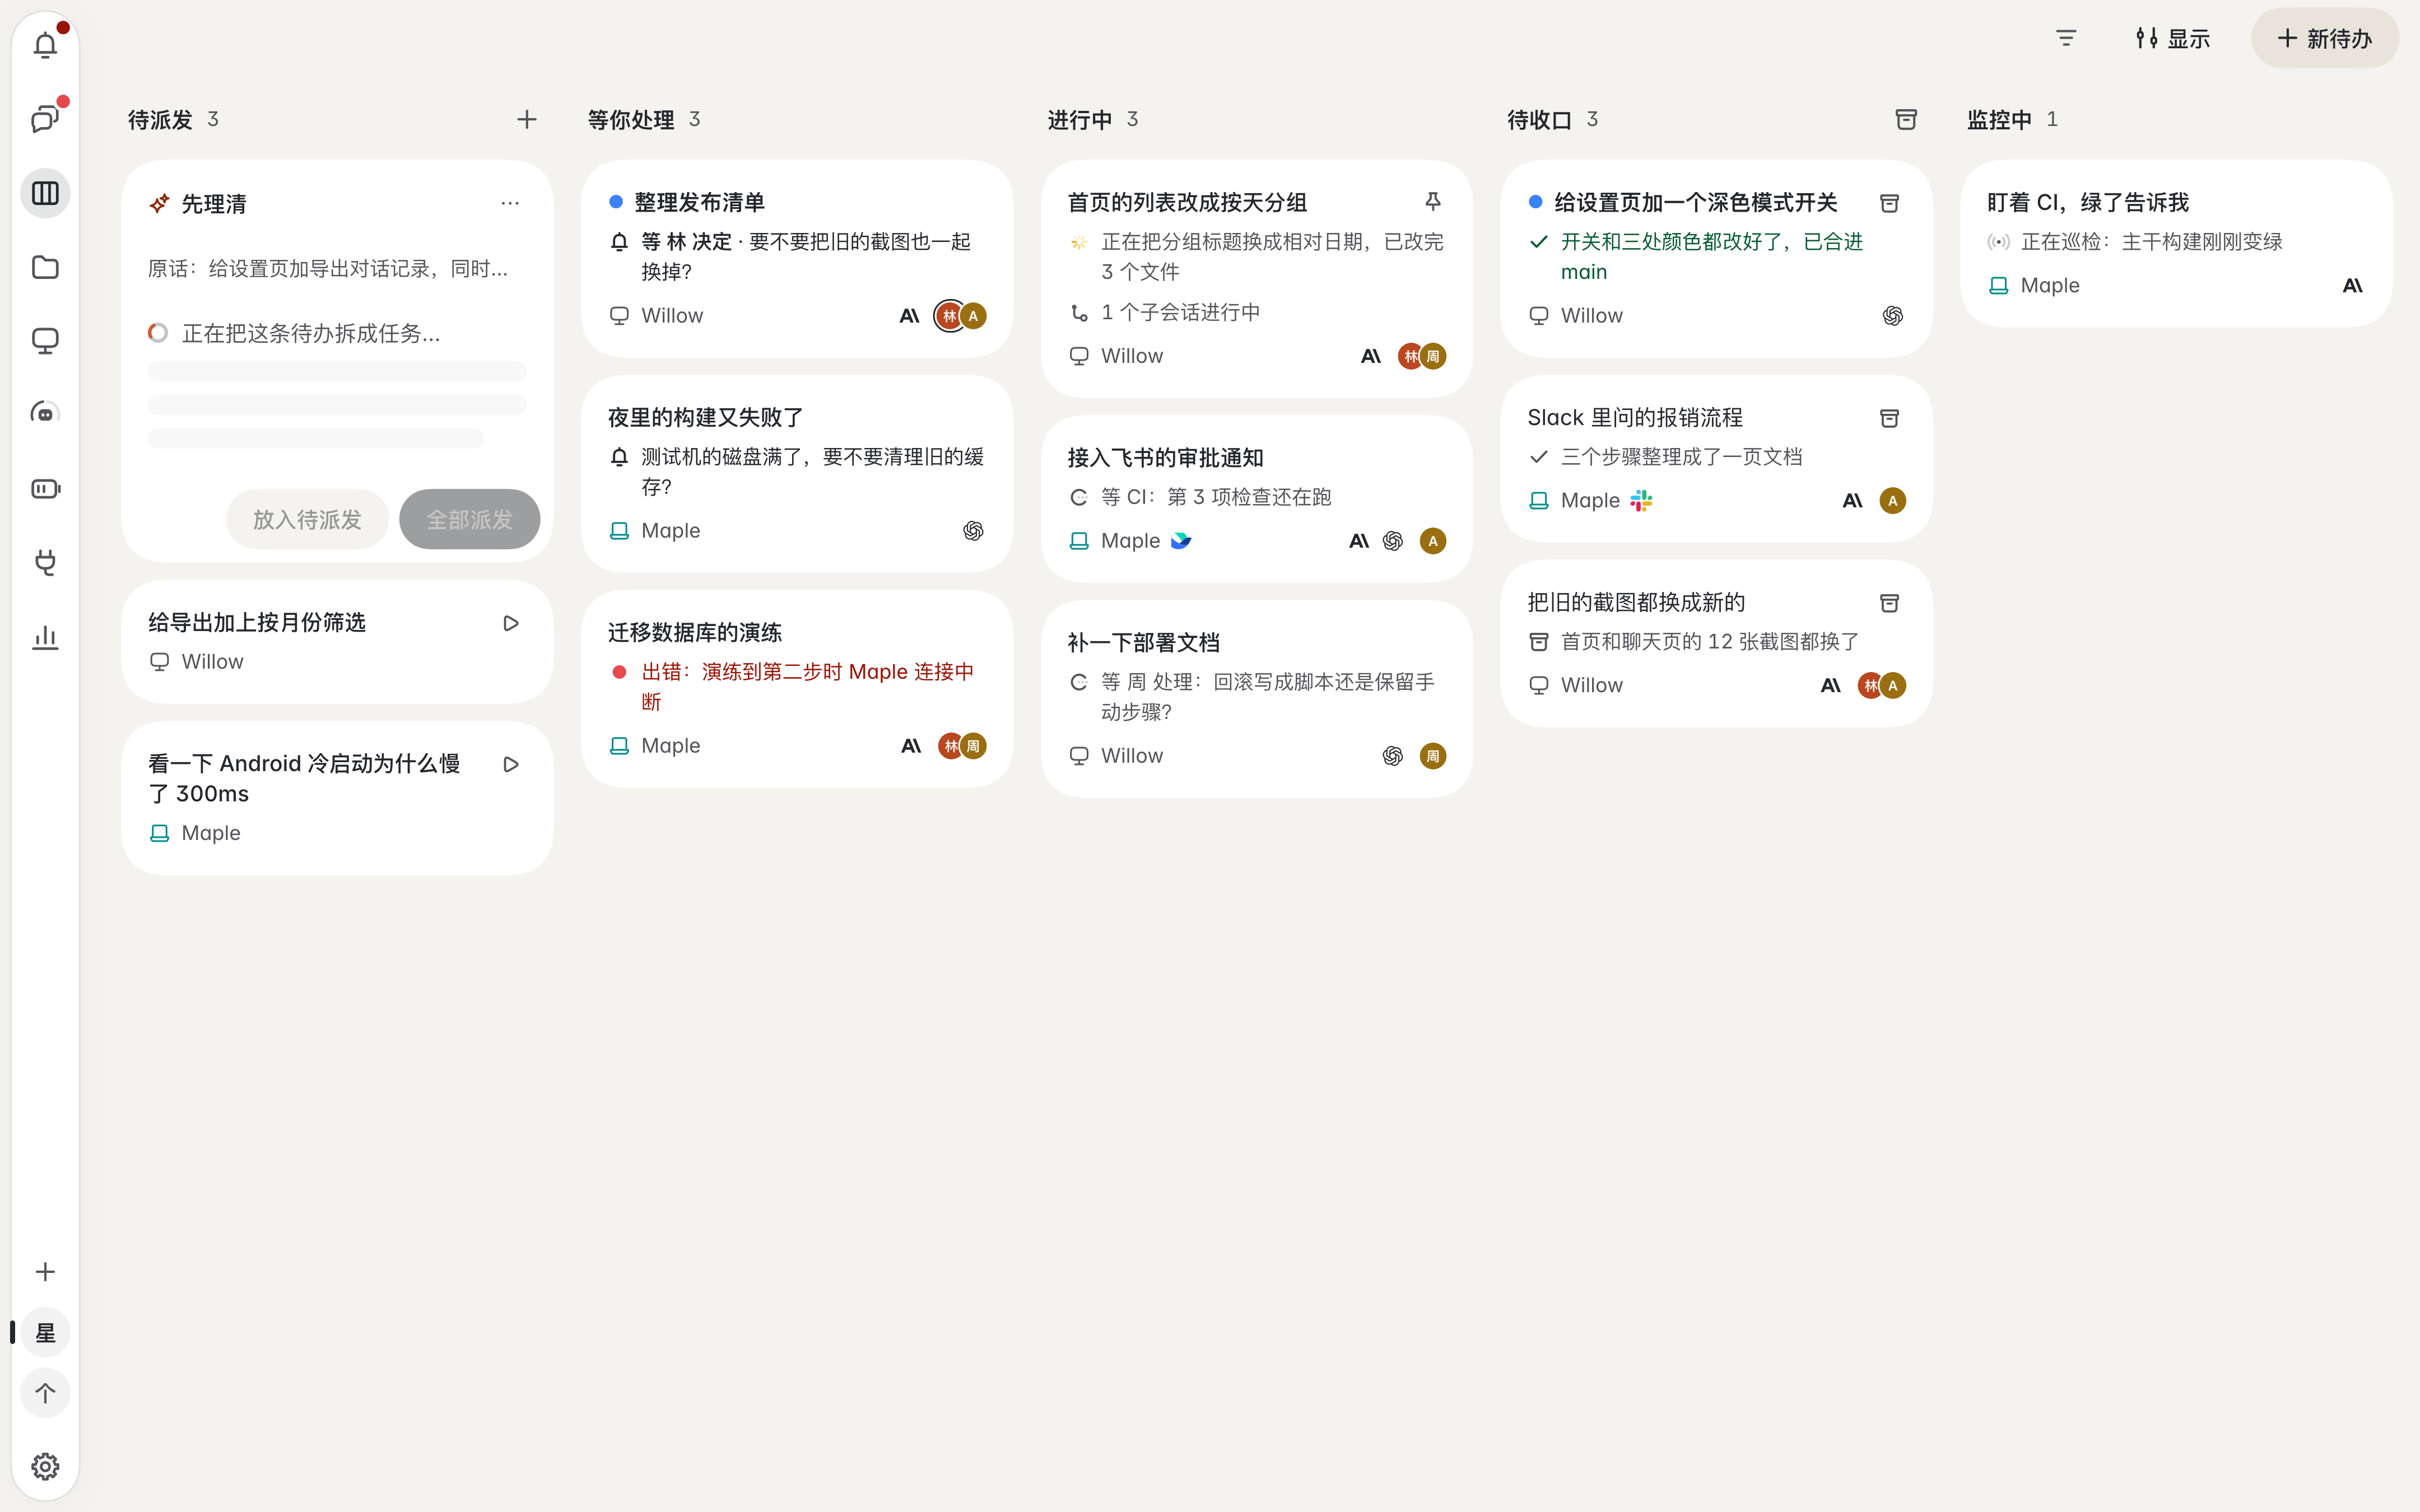 显示
新待办
待派发 3
先理清
原话：给设置页加导出对话记录，同时...
正在把这条待办拆成任务...
放入待派发
全部派发
给导出加上按月份筛选
Willow
看一下 Android 冷启动为什么慢
了 300ms
Maple
等你处理 3
整理发布清单
等 林 决定 · 要不要把旧的截图也一起
换掉？
Willow
林
A
夜里的构建又失败了
测试机的磁盘满了，要不要清理旧的缓
存？
Maple
迁移数据库的演练
出错：演练到第二步时 Maple 连接中
断
Maple
林
周
进行中 3
首页的列表改成按天分组
正在把分组标题换成相对日期，已改完
3 个文件
1 个子会话进行中
Willow
林
周
接入飞书的审批通知
等 CI：第 3 项检查还在跑
Maple
A
补一下部署文档
等 周 处理：回滚写成脚本还是保留手
动步骤？
Willow
周
待收口 3
给设置页加一个深色模式开关
开关和三处颜色都改好了，已合进
main
Willow
Slack 里问的报销流程
三个步骤整理成了一页文档
Maple
A
把旧的截图都换成新的
首页和聊天页的 12 张截图都换了
Willow
林
A
监控中 1
盯着 CI，绿了告诉我
正在巡检：主干构建刚刚变绿
Maple
星
个